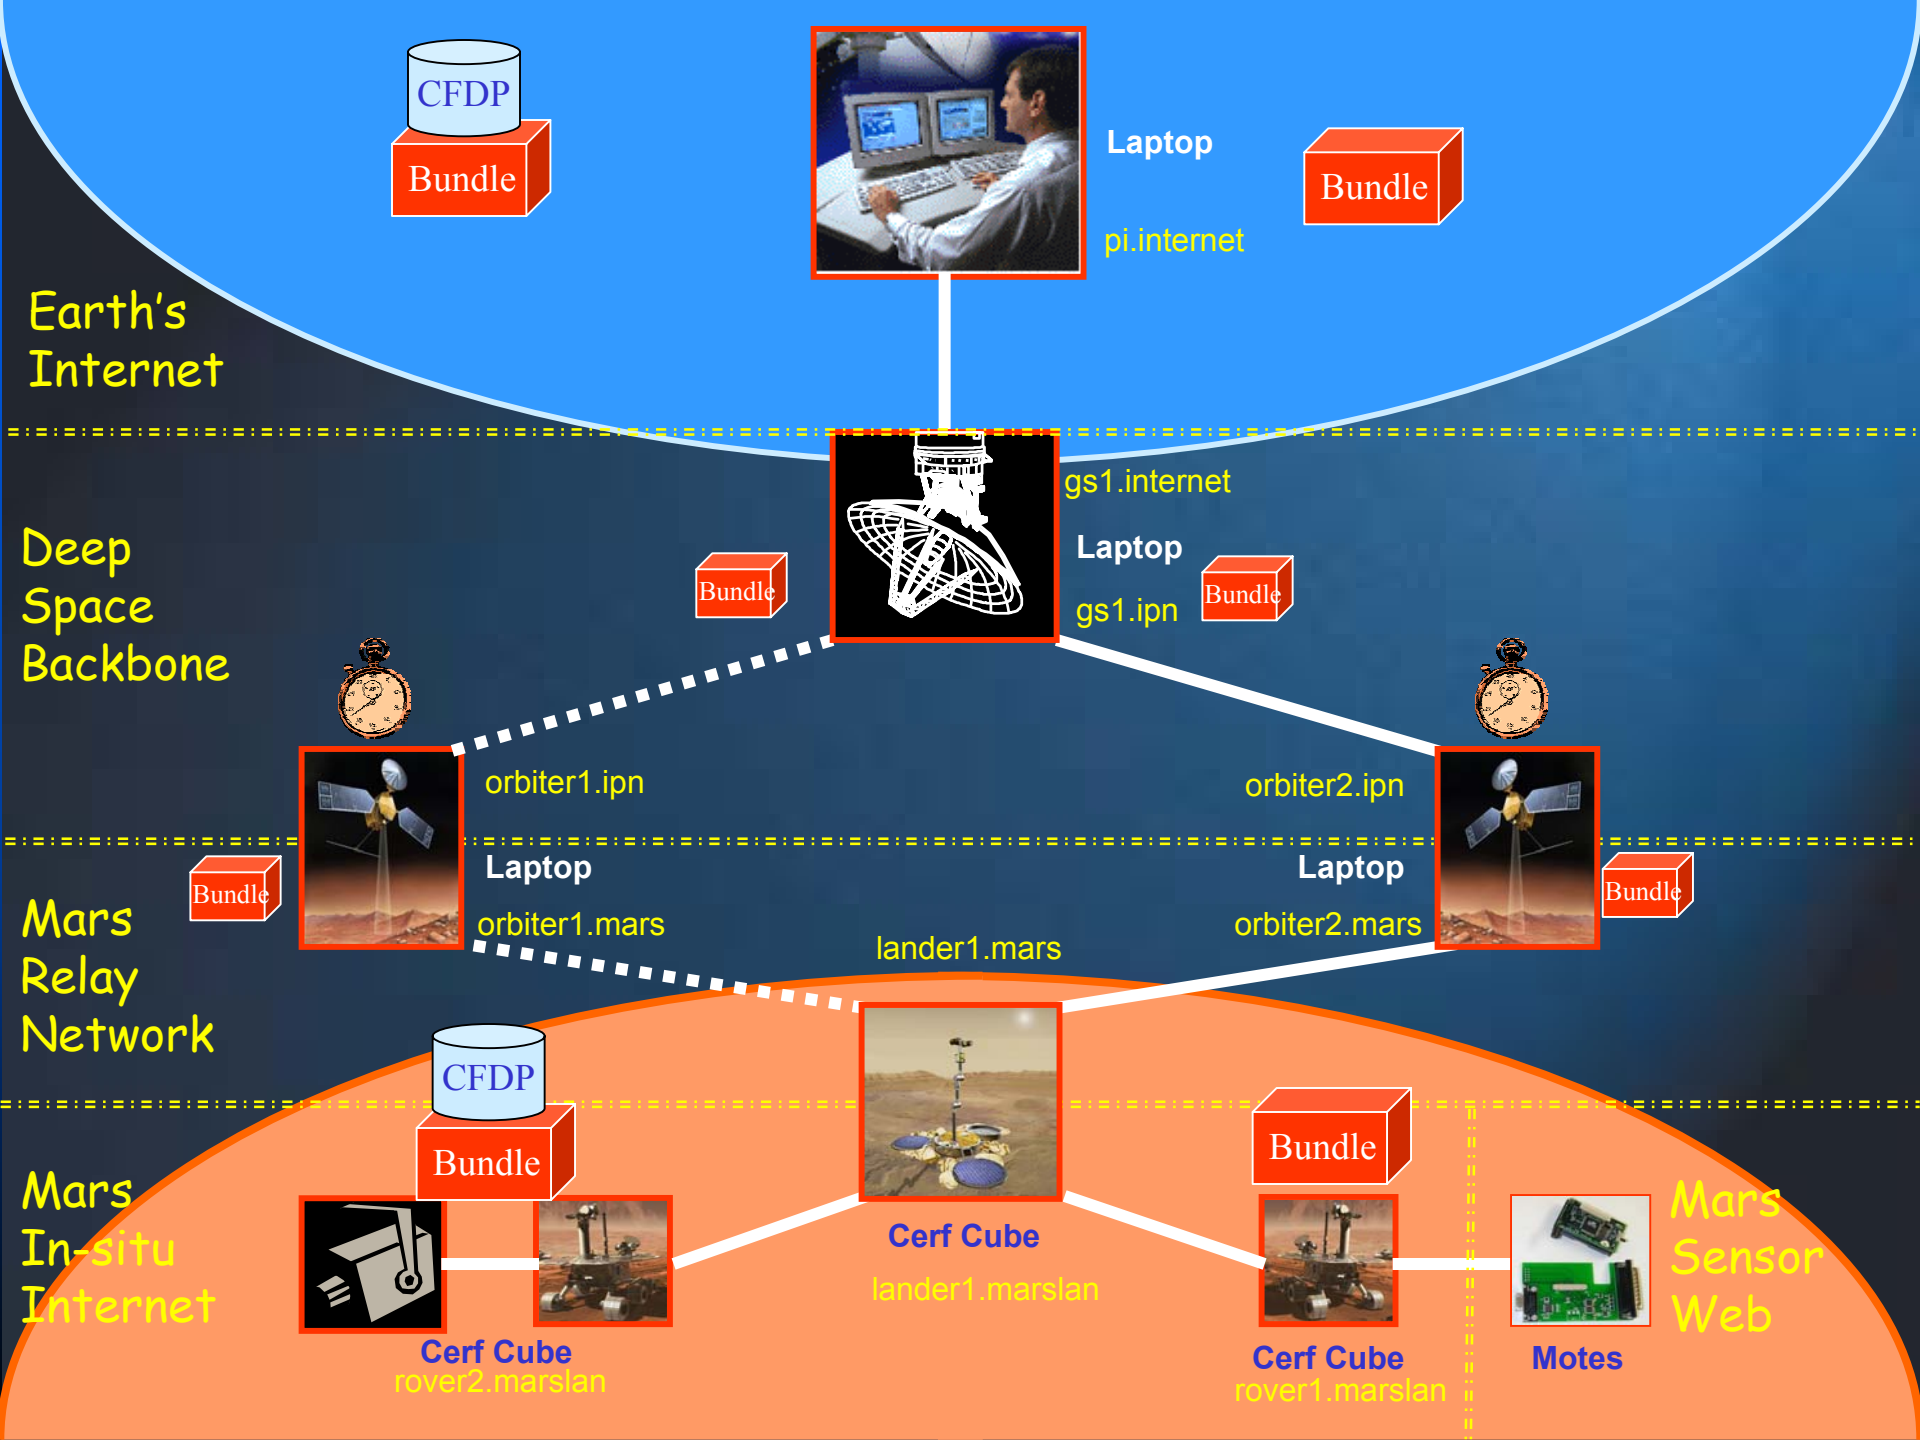 CFDP
Bundle
Laptop
Bundle
pi.internet
Earth's
Internet
gs1.internet
Laptop
gs1.ipn
Bundle
Bundle
Deep
Space
Backbone
orbiter1.ipn
orbiter2.ipn
Laptop
Laptop
Bundle
Bundle
orbiter1.mars
orbiter2.mars
lander1.mars
Mars
Relay
Network
CFDP
Bundle
Bundle
Mars
In-situ
Internet
Mars
Sensor
Web
Cerf Cube
lander1.marslan
Cerf Cube
rover2.marslan
Cerf Cube
rover1.marslan
Motes